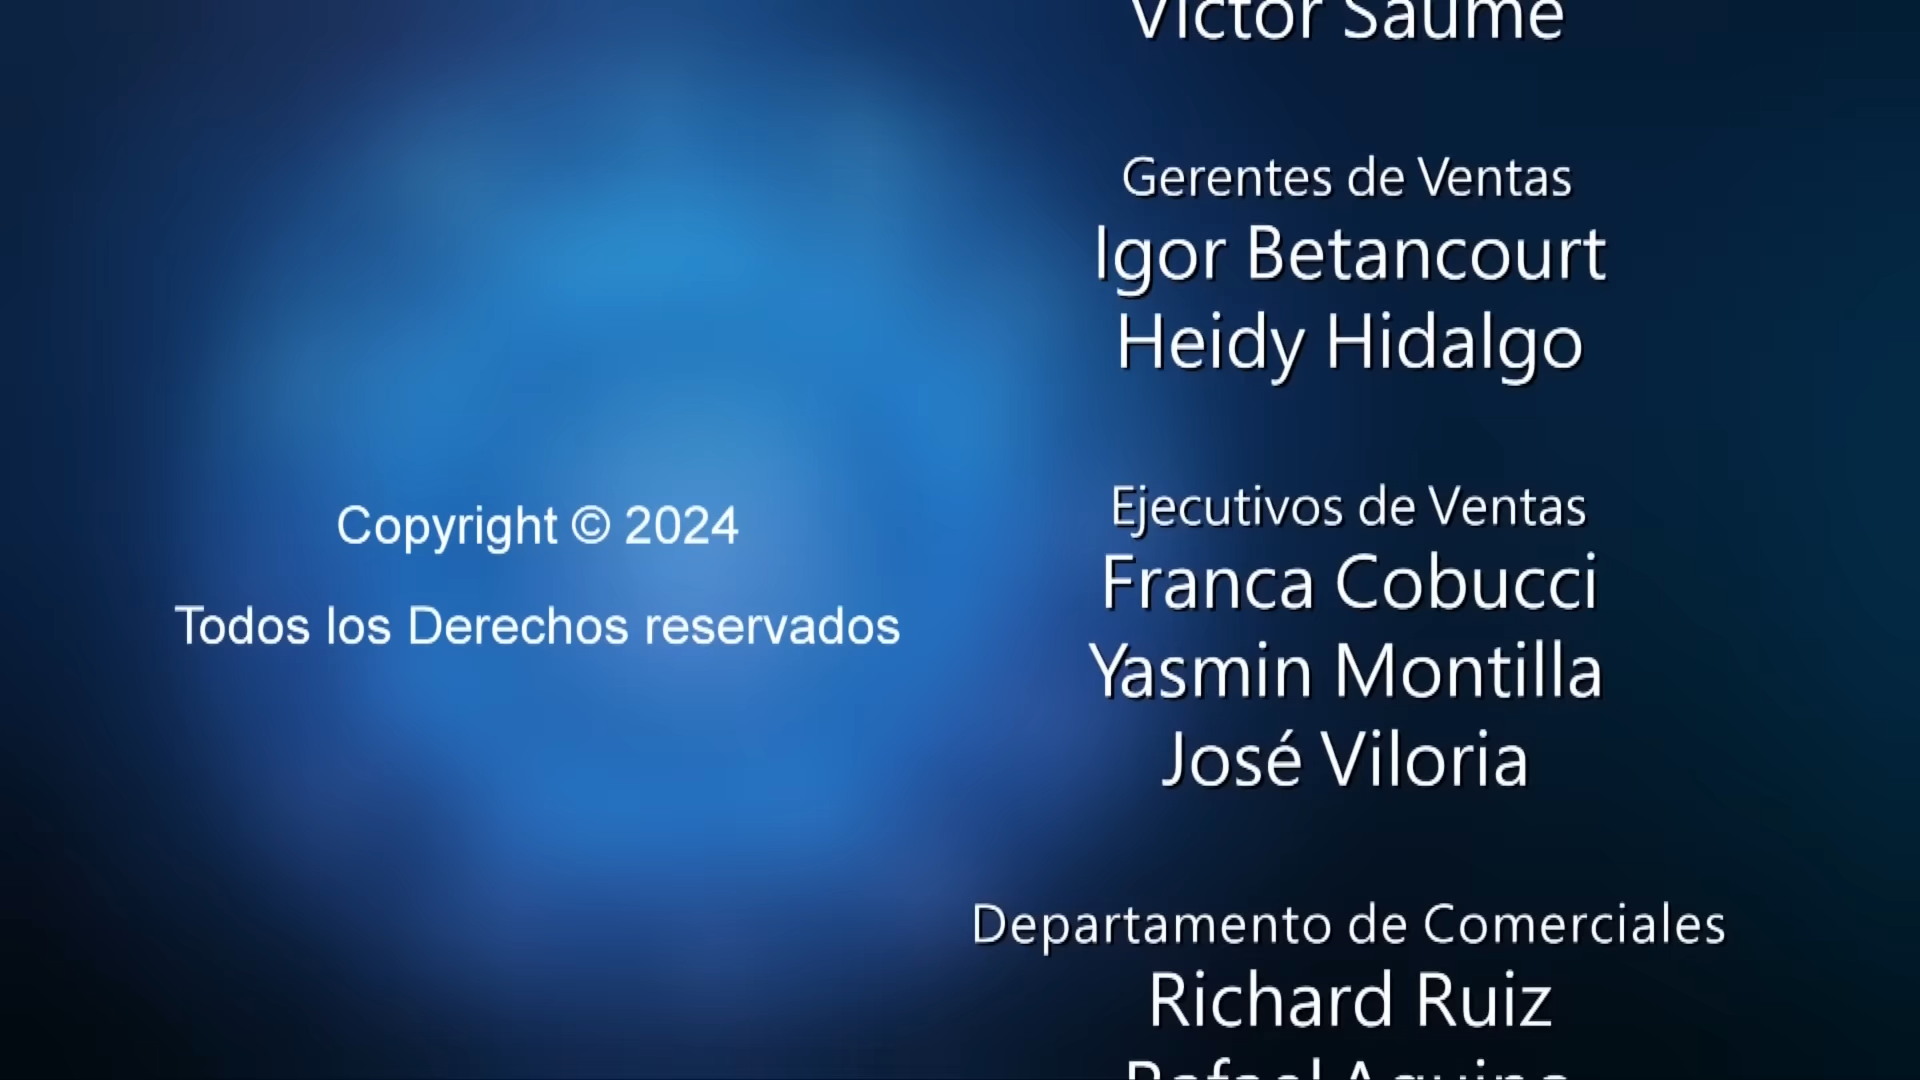 Víctor Saume
Gerentes de Ventas
Igor Betancourt
Heidy Hidalgo
Ejecutivos de Ventas
Franca Cobucci
Yasmin Montilla
José Viloria
Departamento de Comerciales
Richard Ruiz
Copyright © 2024
Todos los Derechos reservados